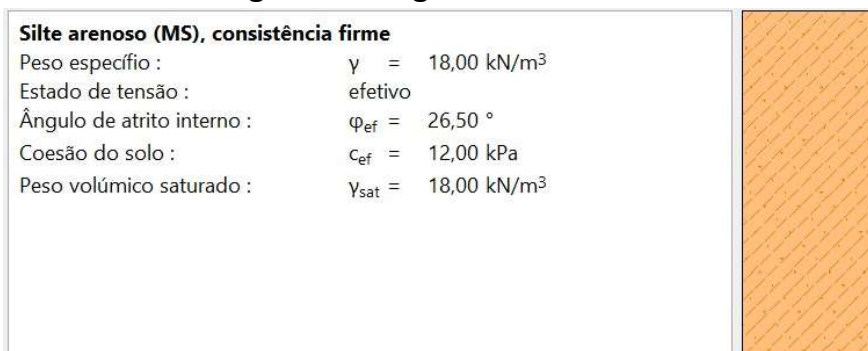 Silte arenoso (MS), consistência firme
Peso específio : γ = 18,00 kN/m³
Estado de tensão : efetivo
Ângulo de atrito interno : φef = 26,50 °
Coesão do solo : cef = 12,00 kPa
Peso volúmico saturado : γsat = 18,00 kN/m³